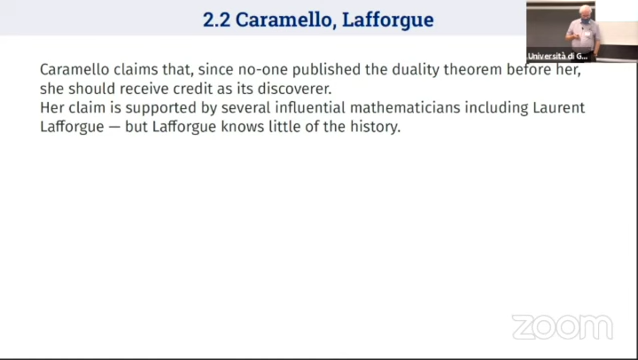 2.2 Caramello, Lafforgue
Università di G...
Caramello claims that, since no-one published the duality theorem before her,
she should receive credit as its discoverer.
Her claim is supported by several influential mathematicians including Laurent
Lafforgue — but Lafforgue knows little of the history.
zoom